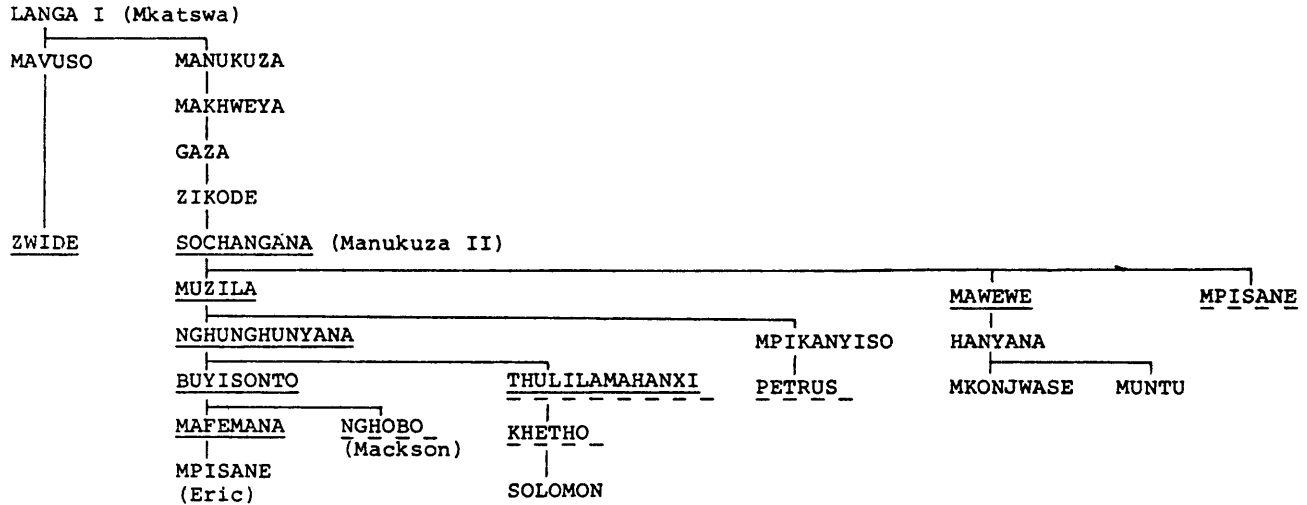 LANGA I (Mkatswa)
MAVUSO MANUKUZA
MAKHWEYA
GAZA
ZIKODE
ZWIDE SOCHANGANA (Manukuza II)
MUZILA MAWEWE MPISANE
NGHUNGHUNYANA MPIKANYISO HANYANA
BUYISONTO THULILAMAHANXI PETRUS MKONJWASE MUNTU
MAFEMANA NGHOBO KHETHO
(Mackson)
MPISANE
(Eric) SOLOMON